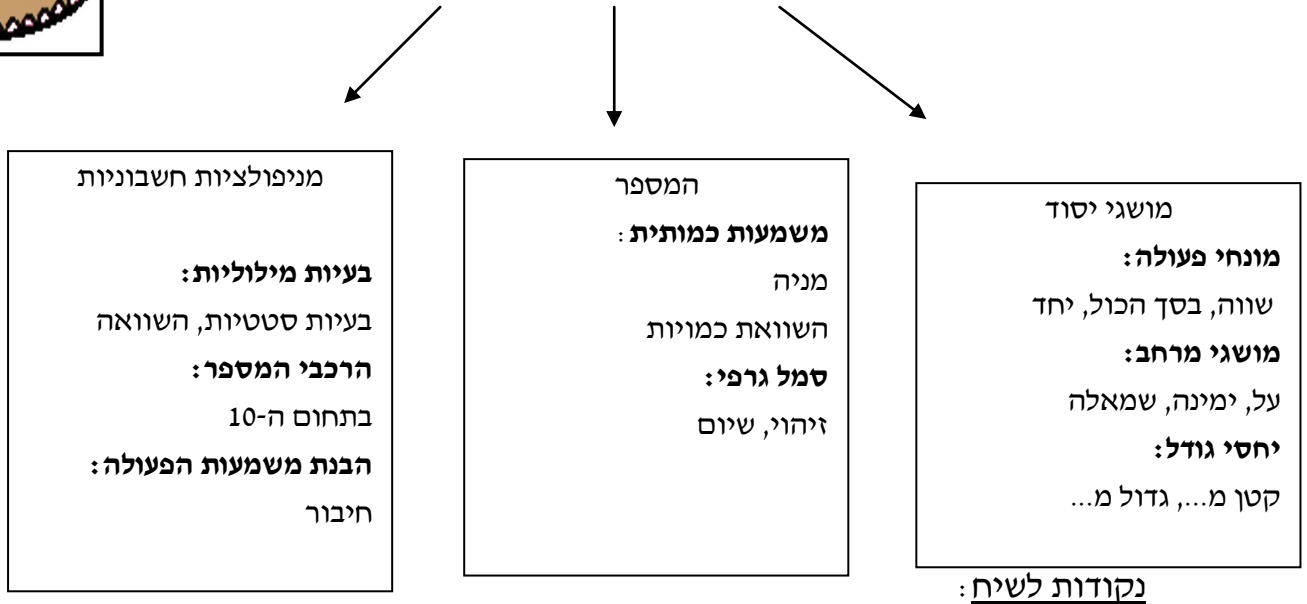 מושגי יסוד
מונחי פעולה:
שווה, בסך הכול, יחד
מושגי מרחב:
על, ימינה, שמאלה
יחסי גודל:
קטן מ..., גדול מ...
המספר
משמעות כמותית:
מניה
השוואת כמויות
סמל גרפי:
זיהוי, שיום
מניפולציות חשבוניות
בעיות מילוליות:
בעיות סטטיות, השוואה
הרכבי המספר:
בתחום ה-10
הבנת משמעות הפעולה:
חיבור
נקודות לשיח: